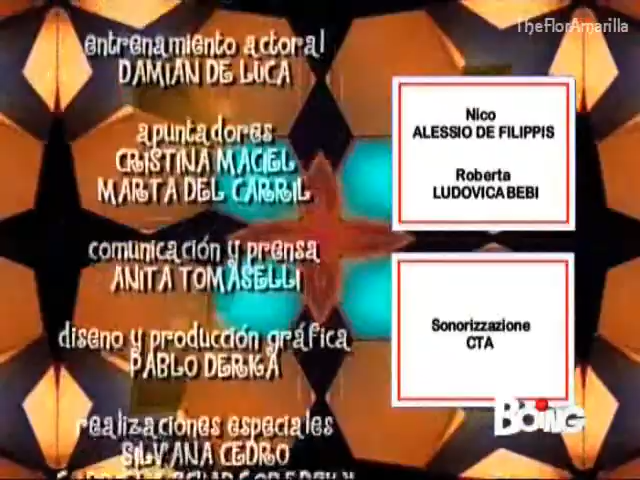 TheFlorAmarilla
entrenamiento actoral
DAMIAN DE LUCA
apuntadores
CRISTINA MACIEL
MARTA DEL CARRIL
comunicación y prensa
ANITA TOMASELLI
diseno y producción gráfica
PABLO DERKA
realizaciones especiales
SILVANA CEDRO
Nico
ALESSIO DE FILIPPIS
Roberta
LUDOVICA BEBI
Sonorizzazione
CTA
BOING